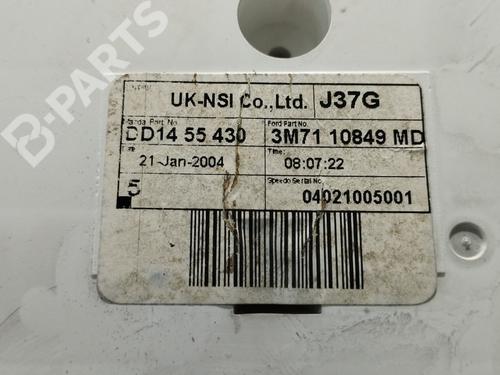 B-PARTS
UK-NSI Co.,Ltd. J37G
Mazda Part No. Ford Part No.
DD14 55 430 3M71 10849 MD
Time:
21-Jan-2004 08:07:22
Speedo Serial No.
5 04021005001